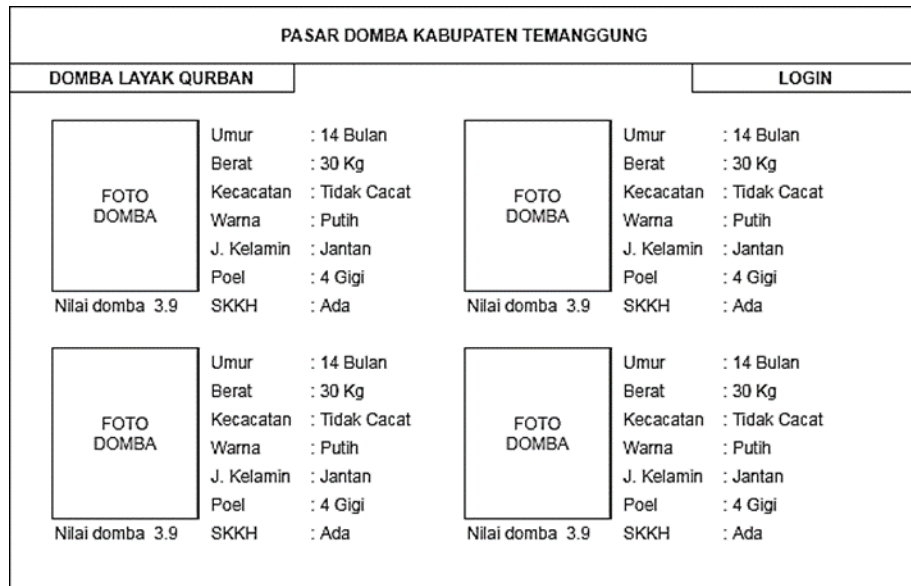 PASAR DOMBA KABUPATEN TEMANGGUNG
DOMBA LAYAK QURBAN
LOGIN
FOTO
DOMBA
Nilai domba 3.9
Umur : 14 Bulan
Berat : 30 Kg
Kecacatan : Tidak Cacat
Warna : Putih
J. Kelamin : Jantan
Poel : 4 Gigi
SKKH : Ada
FOTO
DOMBA
Nilai domba 3.9
Umur : 14 Bulan
Berat : 30 Kg
Kecacatan : Tidak Cacat
Warna : Putih
J. Kelamin : Jantan
Poel : 4 Gigi
SKKH : Ada
FOTO
DOMBA
Nilai domba 3.9
Umur : 14 Bulan
Berat : 30 Kg
Kecacatan : Tidak Cacat
Warna : Putih
J. Kelamin : Jantan
Poel : 4 Gigi
SKKH : Ada
FOTO
DOMBA
Nilai domba 3.9
Umur : 14 Bulan
Berat : 30 Kg
Kecacatan : Tidak Cacat
Warna : Putih
J. Kelamin : Jantan
Poel : 4 Gigi
SKKH : Ada